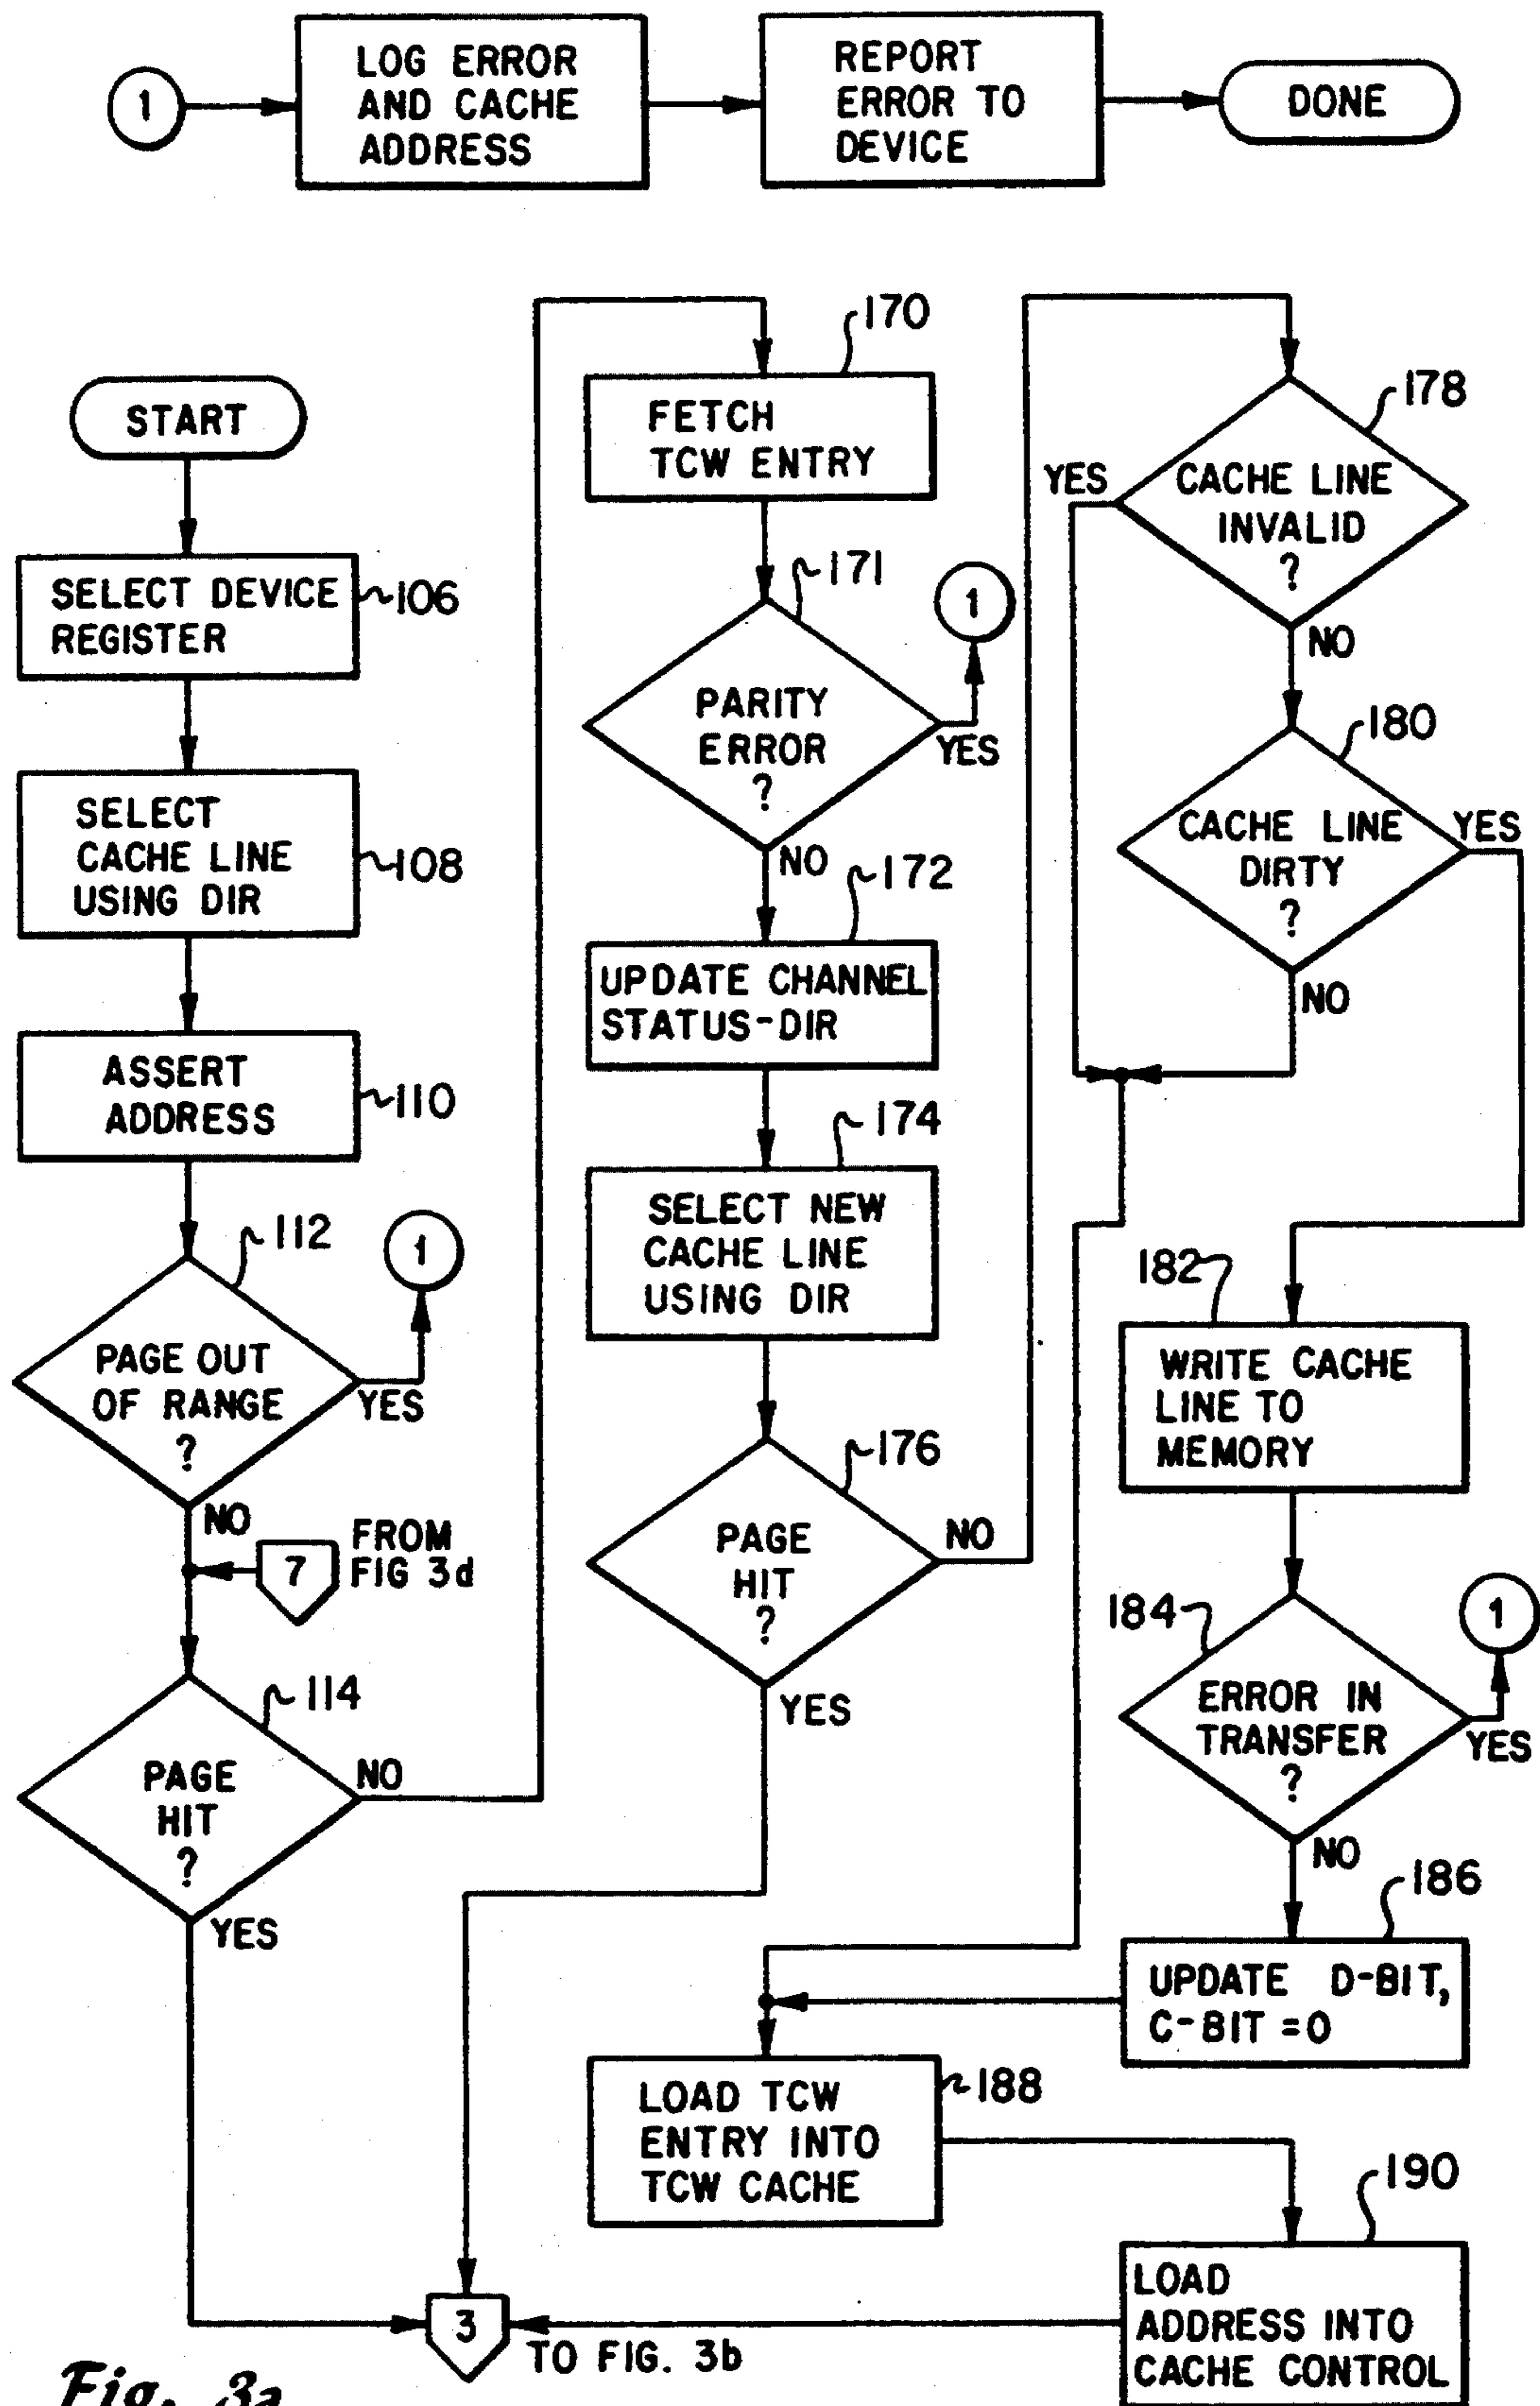 1
LOG ERROR
AND CACHE
ADDRESS
REPORT
ERROR TO
DEVICE
DONE
START
SELECT DEVICE
REGISTER
106
SELECT
CACHE LINE
USING DIR
108
ASSERT
ADDRESS
110
112
1
PAGE OUT
OF RANGE
?
YES
NO
7
FROM
FIG 3d
114
PAGE
HIT
?
NO
YES
170
FETCH
TCW ENTRY
171
1
PARITY
ERROR
?
YES
NO
172
UPDATE CHANNEL
STATUS-DIR
174
SELECT NEW
CACHE LINE
USING DIR
176
PAGE
HIT
?
NO
YES
178
YES
CACHE LINE
INVALID
?
NO
180
CACHE LINE
DIRTY
?
YES
NO
182
WRITE CACHE
LINE TO
MEMORY
184
1
ERROR IN
TRANSFER
?
YES
NO
186
UPDATE D-BIT,
C-BIT =0
188
LOAD TCW
ENTRY INTO
TCW CACHE
190
LOAD
ADDRESS INTO
CACHE CONTROL
3
TO FIG. 3b
Fig. 3a